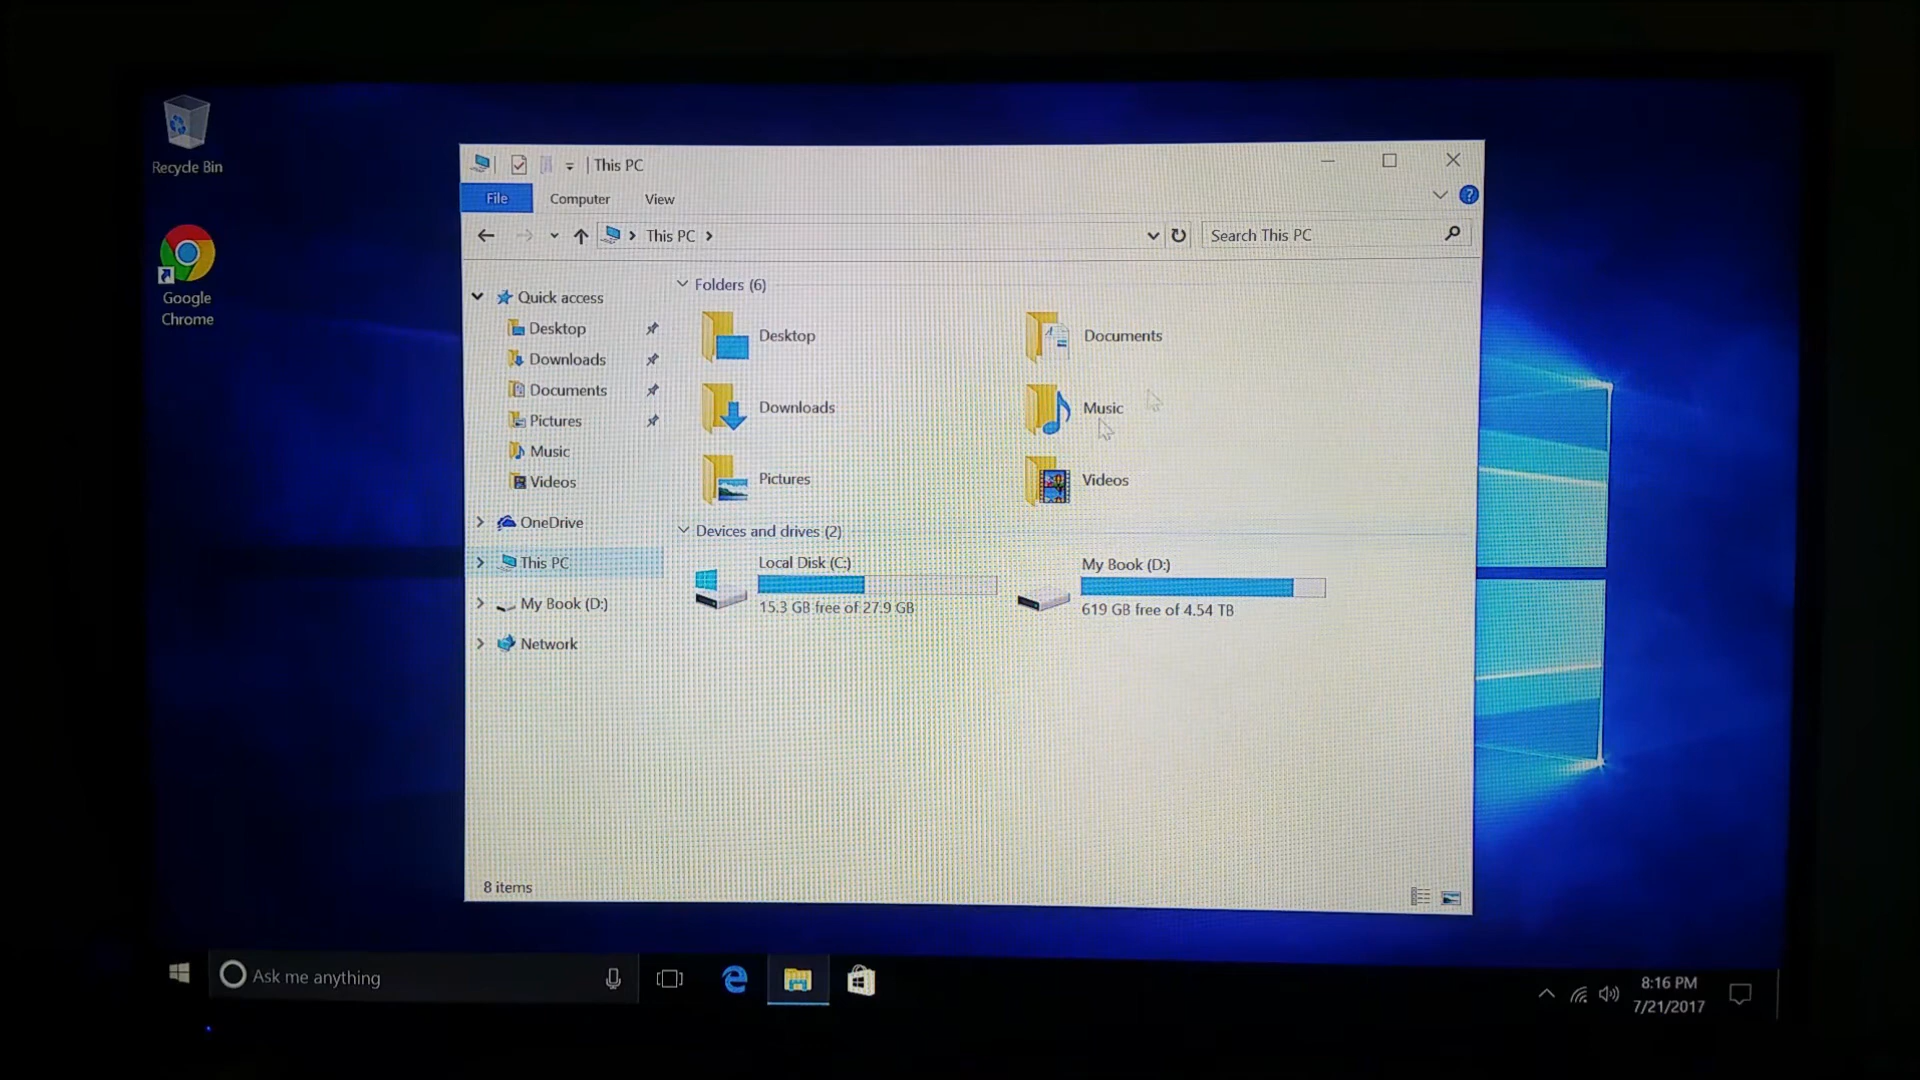 Recycle Bin
Google
Chrome
This PC
File
Computer
View
This PC
Search This PC
Quick access
Desktop
Downloads
Documents
Pictures
Music
Videos
OneDrive
This PC
My Book (D:)
Network
Folders (6)
Desktop
Documents
Downloads
Music
Pictures
Videos
Devices and drives (2)
Local Disk (C:)
15.3 GB free of 27.9 GB
My Book (D:)
619 GB free of 4.54 TB
8 items
Ask me anything
8:16 PM
7/21/2017